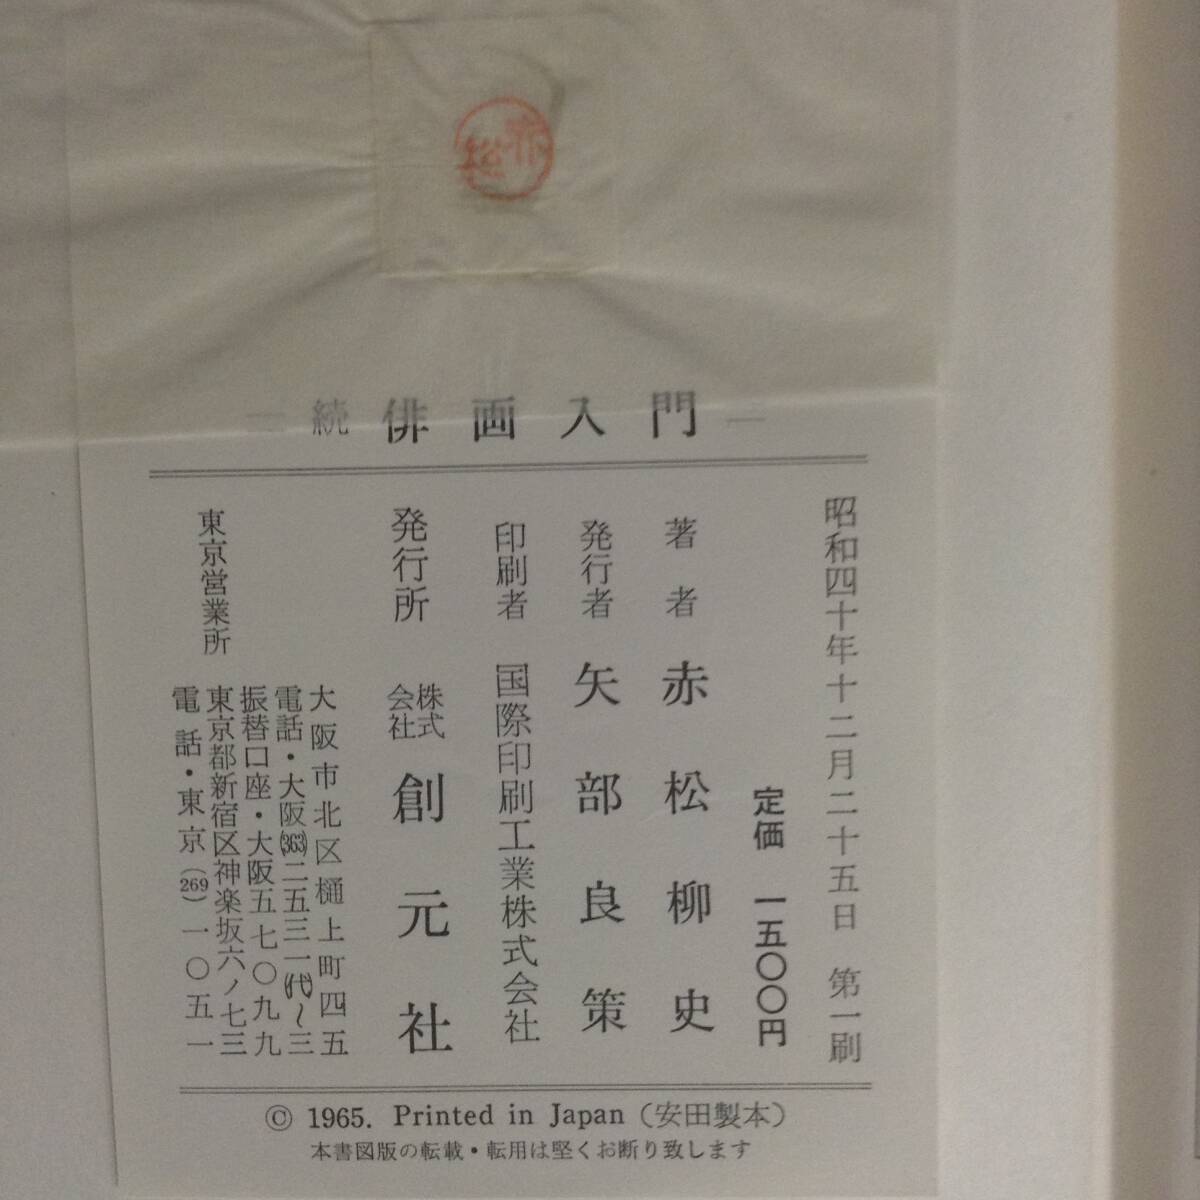 赤松
続 俳画入門
昭和四十年十二月二十五日 第一刷
定価 一五〇〇円
著者 赤松柳史
発行者 矢部良策
印刷者 国際印刷工業株式会社
発行所 株式会社 創元社
大阪市北区樋上町四五
電話・大阪(363)二五三一(代)〜三
振替口座・大阪五七〇九九
東京営業所 東京都新宿区神楽坂六ノ七三
電話・東京(269)一〇五一
© 1965. Printed in Japan (安田製本)
本書図版の転載・転用は堅くお断り致します